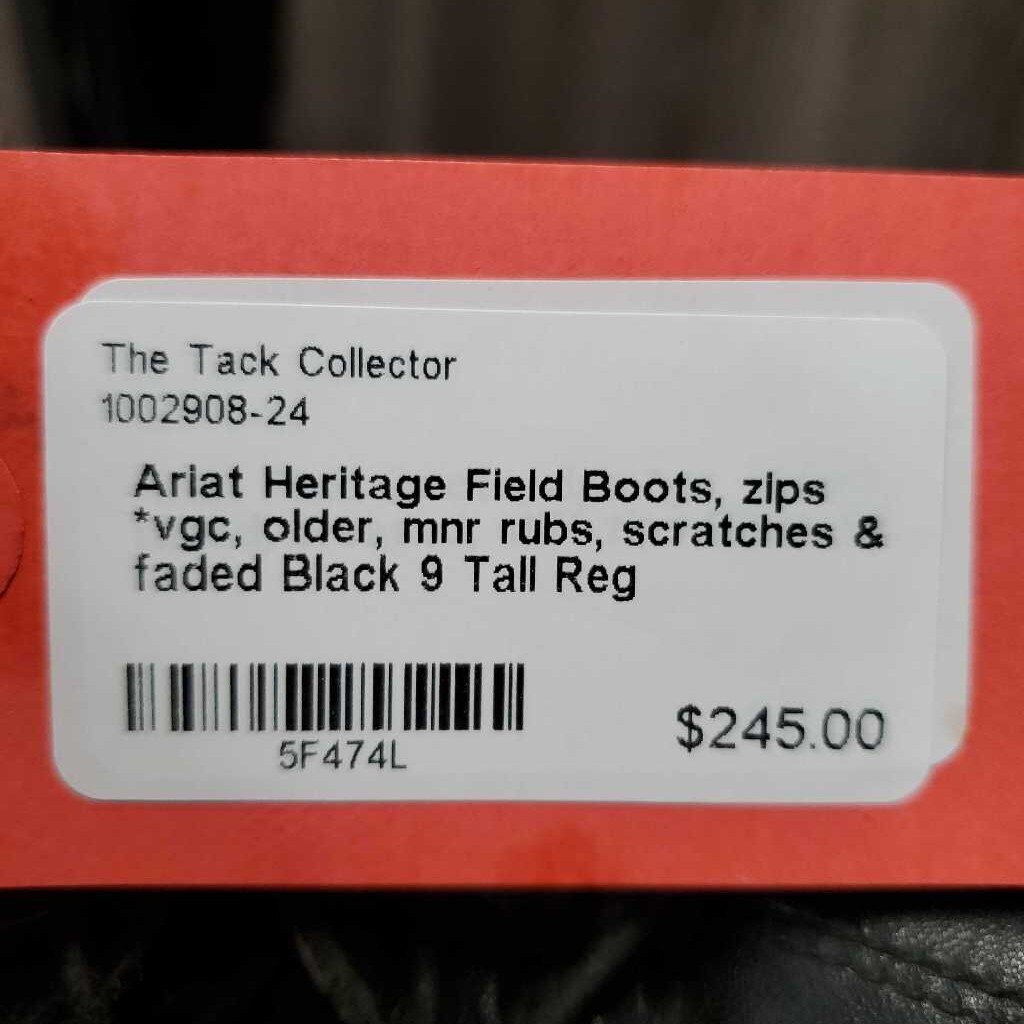 The Tack Collector
1002908-24
Ariat Heritage Field Boots, zips
*vgc, older, mnr rubs, scratches &
faded Black 9 Tall Reg
5F474L
$245.00